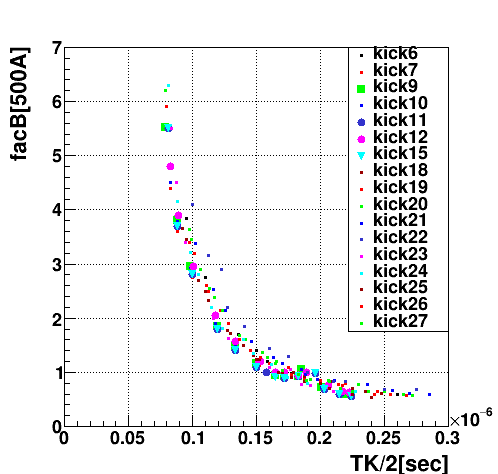 facB[500A]
7
6
5
4
3
2
1
0
kick6
kick7
kick9
kick10
kick11
kick12
kick15
kick18
kick19
kick20
kick21
kick22
kick23
kick24
kick25
kick26
kick27
0 0.05 0.1 0.15 0.2 0.25 0.3
×10⁻⁶
TK/2[sec]